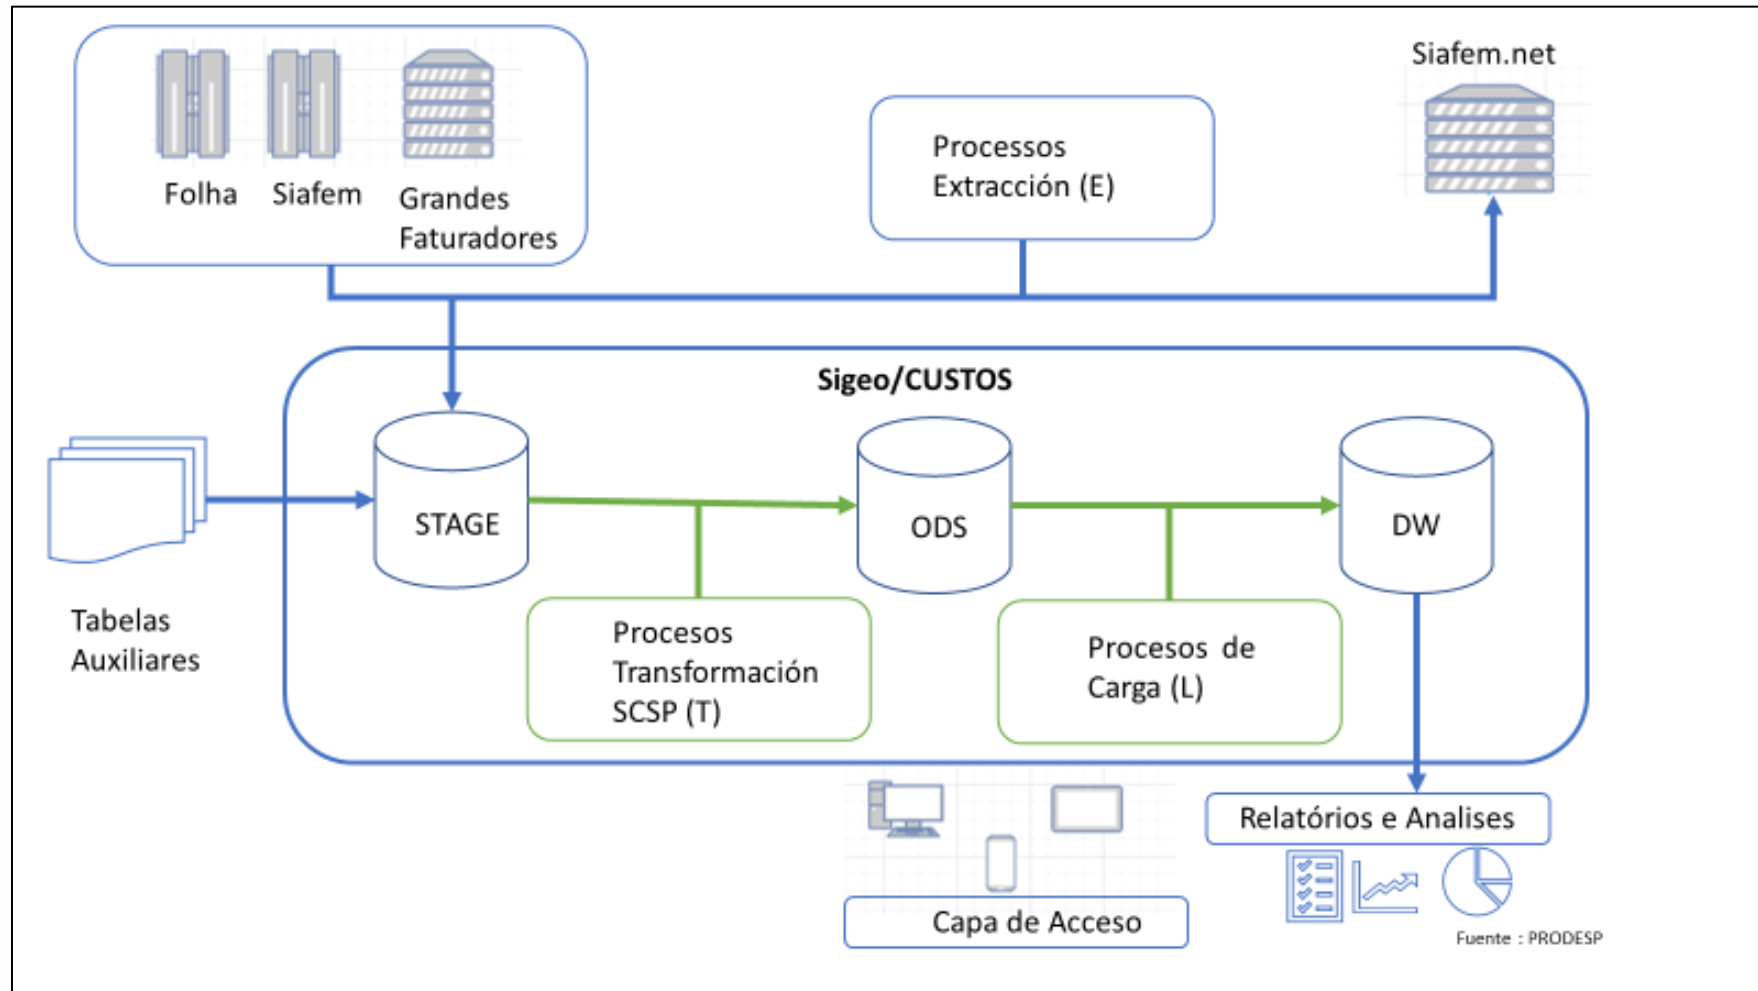 Siafem.net
Folha
Siafem
Grandes
Faturadores
Processos
Extracción (E)
Sigeo/CUSTOS
STAGE
ODS
DW
Tabelas
Auxiliares
Procesos
Transformación
SCSP (T)
Procesos de
Carga (L)
Relatórios e Analises
Capa de Acceso
Fuente : PRODESP